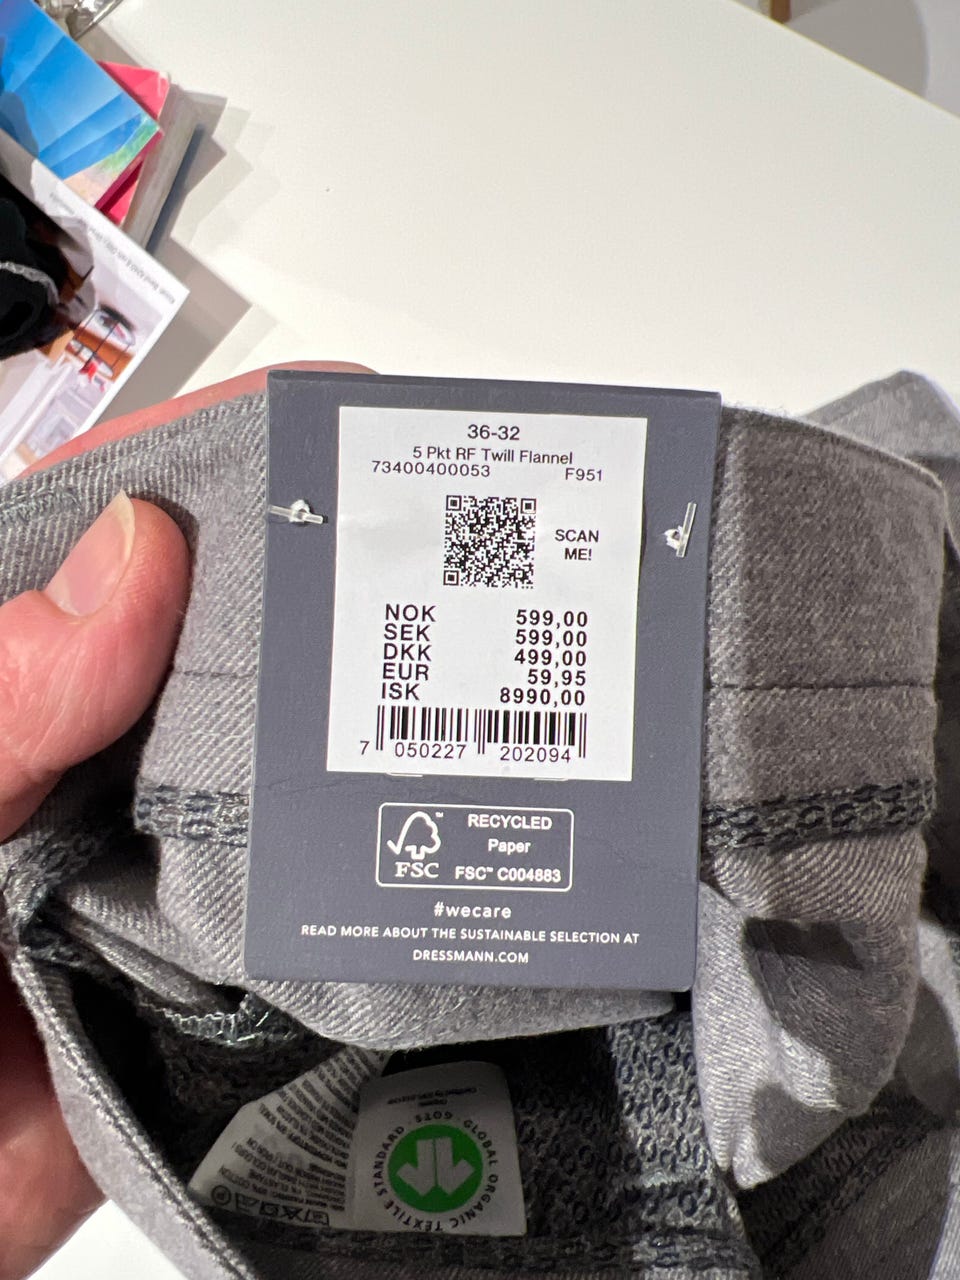 36-32
5 Pkt RF Twill Flannel
73400400053 F951
SCAN
ME!
NOK 599,00
SEK 599,00
DKK 499,00
EUR 59,95
ISK 8990,00
7 050227 202094
FSC™
RECYCLED
Paper
FSC™ C004883
#wecare
READ MORE ABOUT THE SUSTAINABLE SELECTION AT
DRESSMANN.COM
GLOBAL ORGANIC TEXTILE STANDARD · GOTS ·